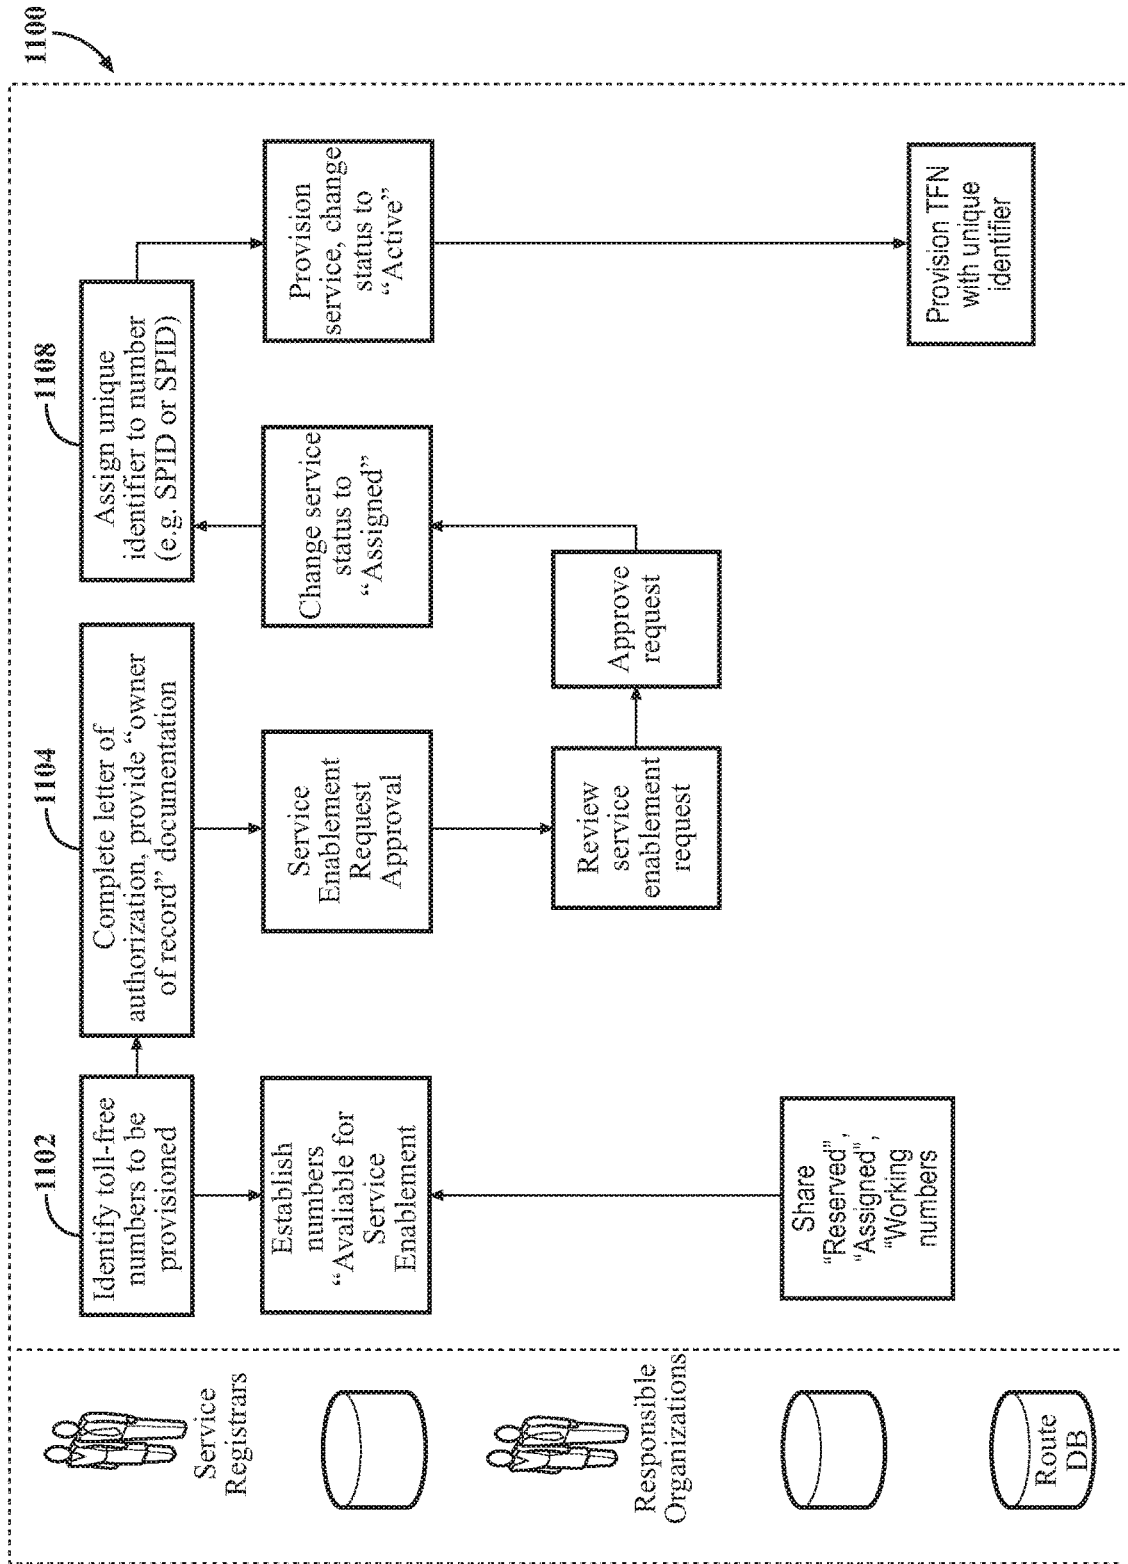 1100
1102
Identify toll-free
numbers to be
provisioned
1104
Complete letter of
authorization, provide “owner
of record” documentation
1108
Assign unique
identifier to number
(e.g. SPID or SPID)
Service
Registrars
Establish
numbers
“Avaliable for
Service
Enablement
Service
Enablement
Request
Approval
Change service
status to
“Assigned”
Provision
service, change
status to
“Active”
Responsible
Organizations
Review
service
enablement
request
Approve
request
Share
“Reserved”,
“Assigned”,
“Working
numbers
Provision TFN
with unique
identifier
Route
DB